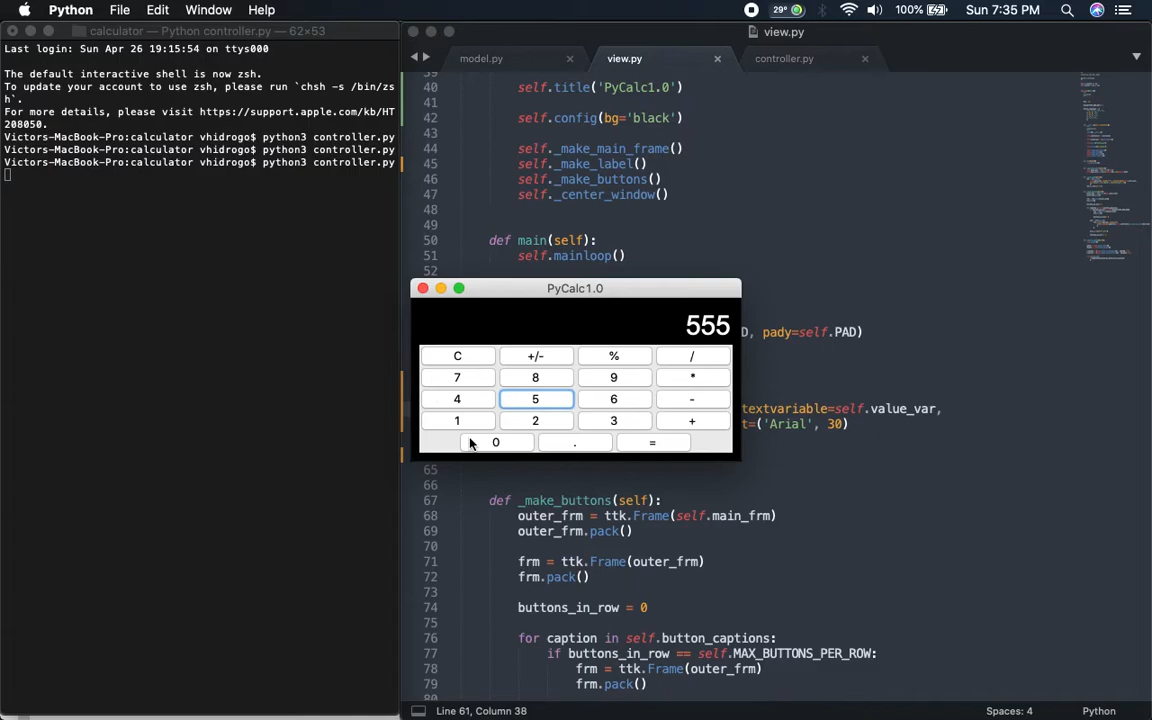 Python File Edit Window Help 29° 100% Sun 7:35 PM
calculator — Python controller.py — 62×53
Last login: Sun Apr 26 19:15:54 on ttys000
The default interactive shell is now zsh.
To update your account to use zsh, please run `chsh -s /bin/zs
h`.
For more details, please visit https://support.apple.com/kb/HT
208050.
Victors-MacBook-Pro:calculator vhidrogo$ python3 controller.py
Victors-MacBook-Pro:calculator vhidrogo$ python3 controller.py
Victors-MacBook-Pro:calculator vhidrogo$ python3 controller.py
view.py
model.py view.py controller.py
39
40 self.title('PyCalc1.0')
41
42 self.config(bg='black')
43
44 self._make_main_frame()
45 self._make_label()
46 self._make_buttons()
47 self._center_window()
48
49
50 def main(self):
51 self.mainloop()
52
PyCalc1.0
555
C +/- % /
7 8 9 *
4 5 6 -
1 2 3 +
0 . =
D, pady=self.PAD)
textvariable=self.value_var,
t=('Arial', 30)
65
66
67 def _make_buttons(self):
68 outer_frm = ttk.Frame(self.main_frm)
69 outer_frm.pack()
70
71 frm = ttk.Frame(outer_frm)
72 frm.pack()
73
74 buttons_in_row = 0
75
76 for caption in self.button_captions:
77 if buttons_in_row == self.MAX_BUTTONS_PER_ROW:
78 frm = ttk.Frame(outer_frm)
79 frm.pack()
80
Line 61, Column 38 Spaces: 4 Python